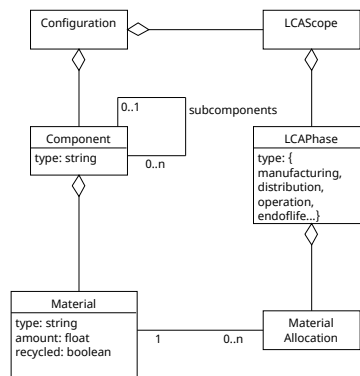 Configuration
LCAScope
0..1
subcomponents
Component
type: string
0..n
LCAPhase
type: {
manufacturing,
distribution,
operation,
endoflife...}
Material
type: string
amount: float
recycled: boolean
1
0..n
Material
Allocation